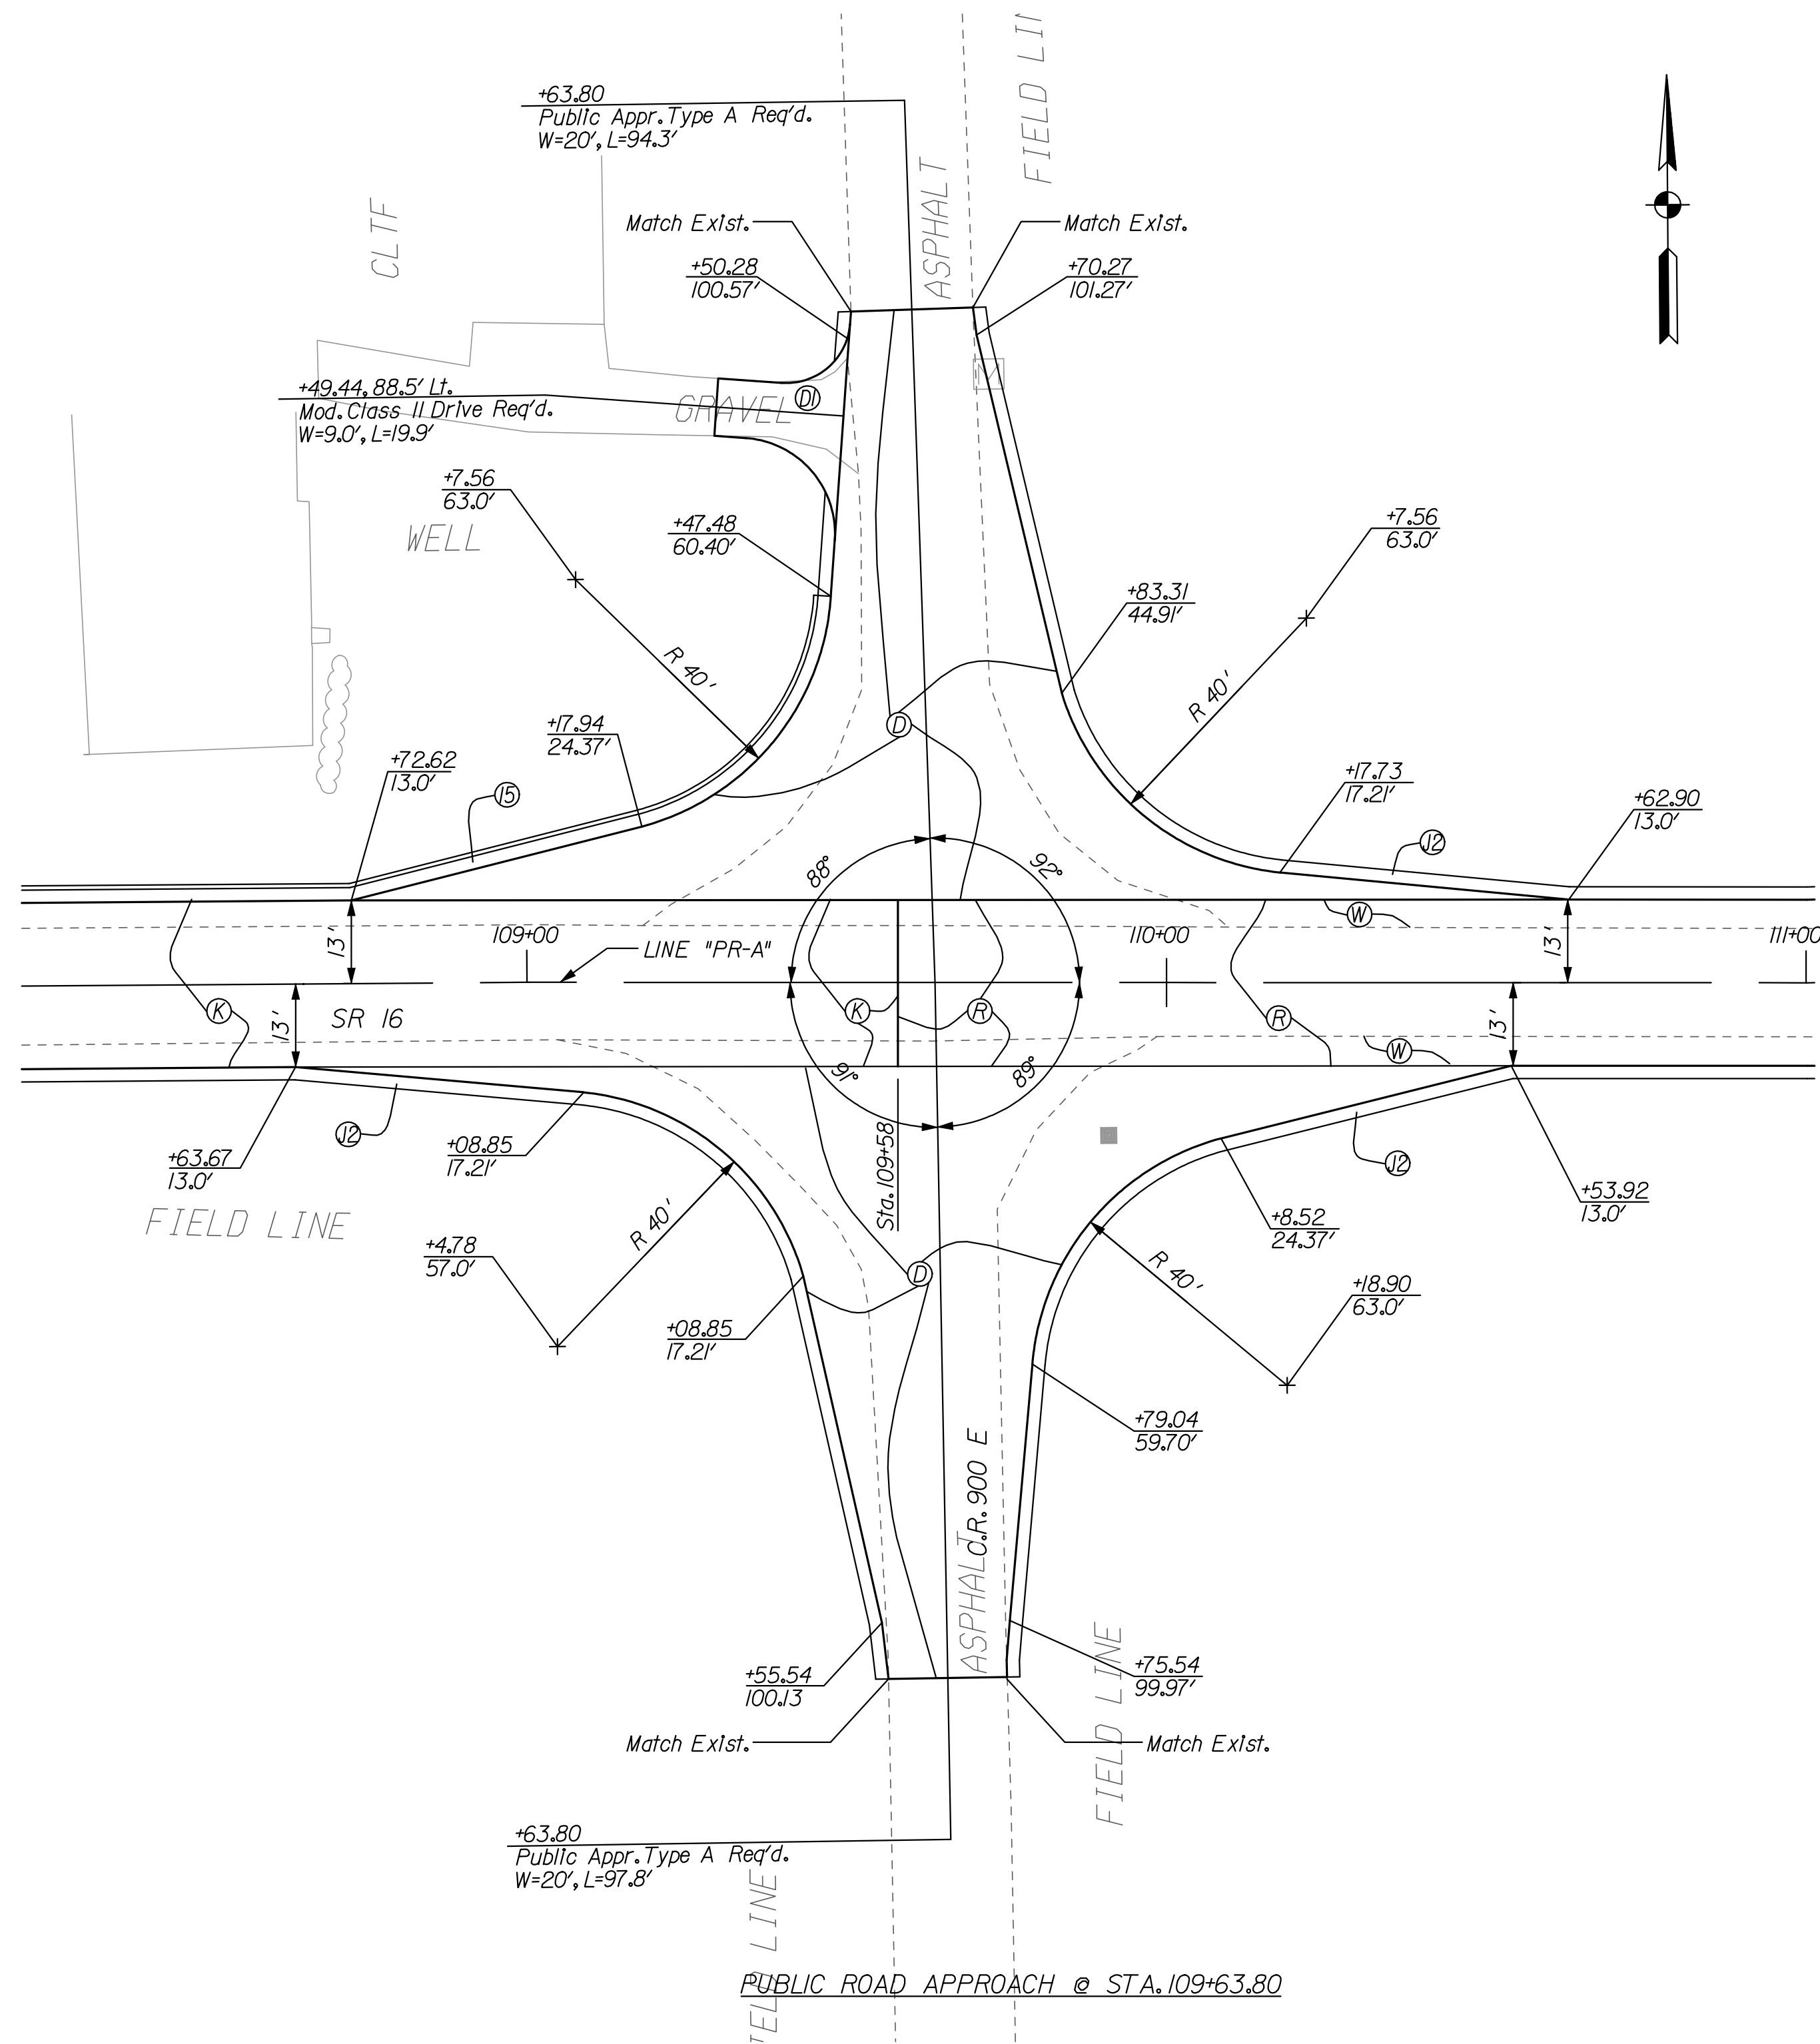 FIELD LIN
+63.80
Public Appr. Type A Req'd.
W=20', L=94.3'
CLTF
ASPHALT
Match Exist.
Match Exist.
+50.28
100.57'
+70.27
101.27'
+49.44, 88.5' Lt.
Mod. Class II Drive Req'd.
W=9.0', L=19.9'
GRAVEL
D1
+7.56
63.0'
WELL
+47.48
60.40'
+7.56
63.0'
+83.31
44.91'
R 40'
R 40'
+17.94
24.37'
D
+72.62
13.0'
15
+17.73
17.21'
+62.90
13.0'
J2
88°
92°
W
13'
109+00
LINE "PR-A"
110+00
13'
111+00
K
SR 16
13'
K
R
R
13'
W
91°
89°
J2
+63.67
13.0'
+08.85
17.21'
Sta. 109+58
J2
+53.92
13.0'
FIELD LINE
+4.78
57.0'
R 40'
D
+8.52
24.37'
R 40'
+18.90
63.0'
+08.85
17.21'
+79.04
59.70'
ASPHALT
C.R. 900 E
+55.54
100.13
+75.54
99.97'
FIELD LINE
Match Exist.
Match Exist.
+63.80
Public Appr. Type A Req'd.
W=20', L=97.8'
IELD LINE
PUBLIC ROAD APPROACH @ STA. 109+63.80